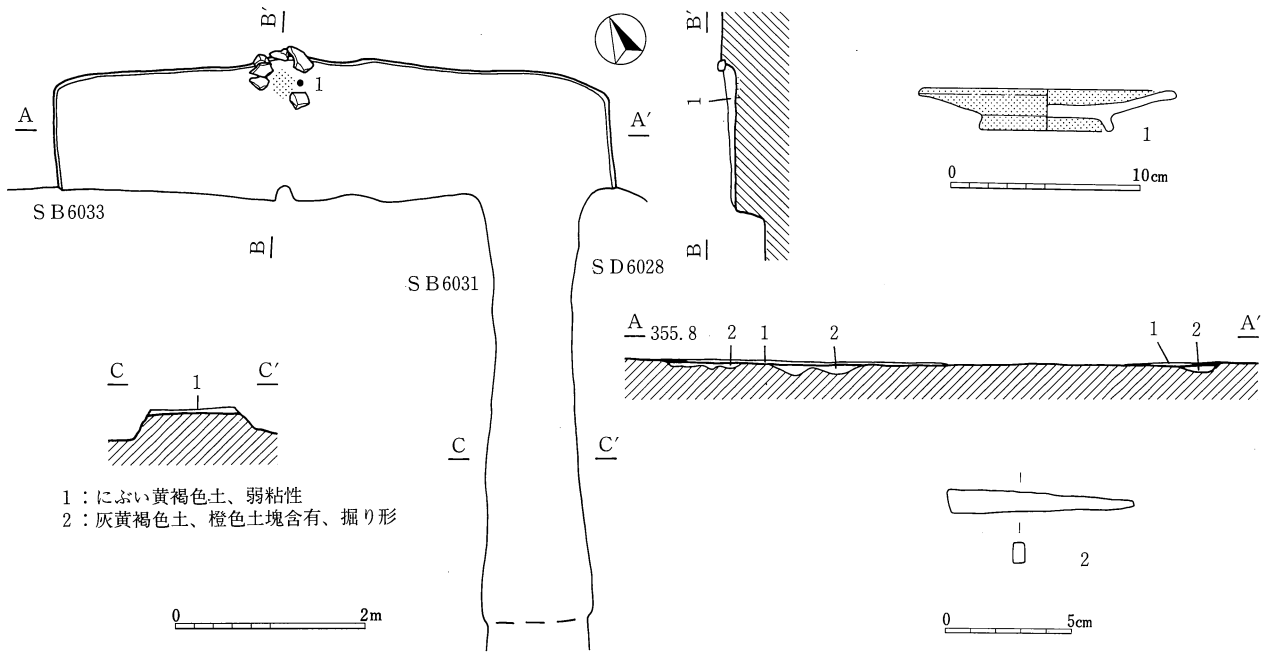 B′
1
A
A′
SB6033
B
SB6031
SD6028
C
1
C′
C
C′
1：にぶい黄褐色土、弱粘性
2：灰黄褐色土、橙色土塊含有、掘り形
0 2m
B′
1
B
1
0 10cm
A 355.8 2 1 2 1 2 A′
2
0 5cm